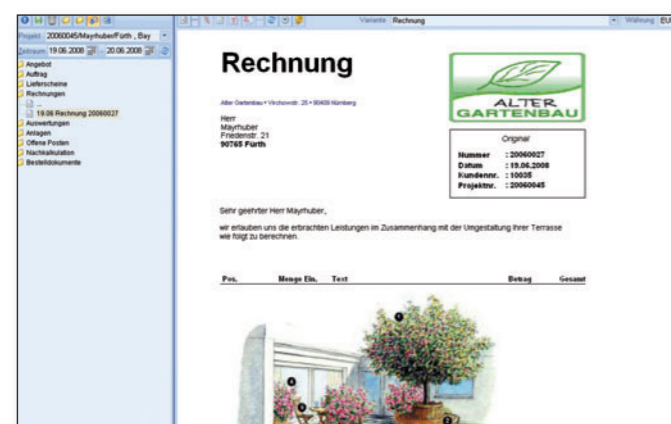 Variante Rechnung Währung EU
Projekt 20060045/Mayrhuber/Fürth , Bay
Zeitraum 19.06.2008 - 20.06.2008
Angebot
Auftrag
Lieferscheine
Rechnungen
..
19.06 Rechnung 20060027
Auswertungen
Anlagen
Offene Posten
Nachkalkulation
Bestelldokumente
Rechnung
ALTER
GARTENBAU
Alter Gartenbau • Virchowstr. 25 • 90409 Nürnberg
Herr
Mayrhuber
Friedenstr. 21
90765 Fürth
Original
Nummer : 20060027
Datum : 19.06.2008
Kundennr. : 10035
Projektnr. : 20060045
Sehr geehrter Herr Mayrhuber,
wir erlauben uns die erbrachten Leistungen im Zusammenhang mit der Umgestaltung Ihrer Terrasse
wie folgt zu berechnen.
Pos. Menge Ein. Text Betrag Gesamt